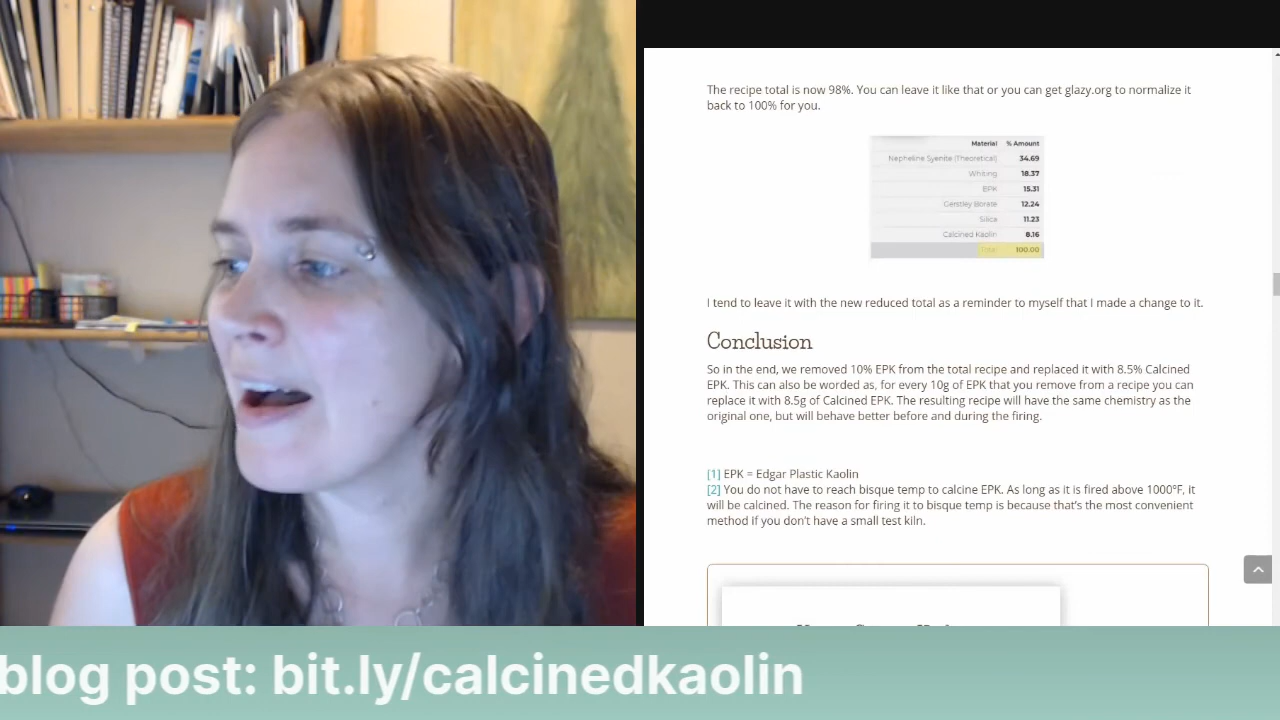 The recipe total is now 98%. You can leave it like that or you can get glazy.org to normalize it
back to 100% for you.
Material % Amount
Nepheline Syenite (Theoretical) 34.69
Whiting 18.37
EPK 15.31
Gerstley Borate 12.24
Silica 11.23
Calcined Kaolin 8.16
Total 100.00
I tend to leave it with the new reduced total as a reminder to myself that I made a change to it.
Conclusion
So in the end, we removed 10% EPK from the total recipe and replaced it with 8.5% Calcined
EPK. This can also be worded as, for every 10g of EPK that you remove from a recipe you can
replace it with 8.5g of Calcined EPK. The resulting recipe will have the same chemistry as the
original one, but will behave better before and during the firing.
[1] EPK = Edgar Plastic Kaolin
[2] You do not have to reach bisque temp to calcine EPK. As long as it is fired above 1000°F, it
will be calcined. The reason for firing it to bisque temp is because that's the most convenient
method if you don't have a small test kiln.
blog post: bit.ly/calcinedkaolin